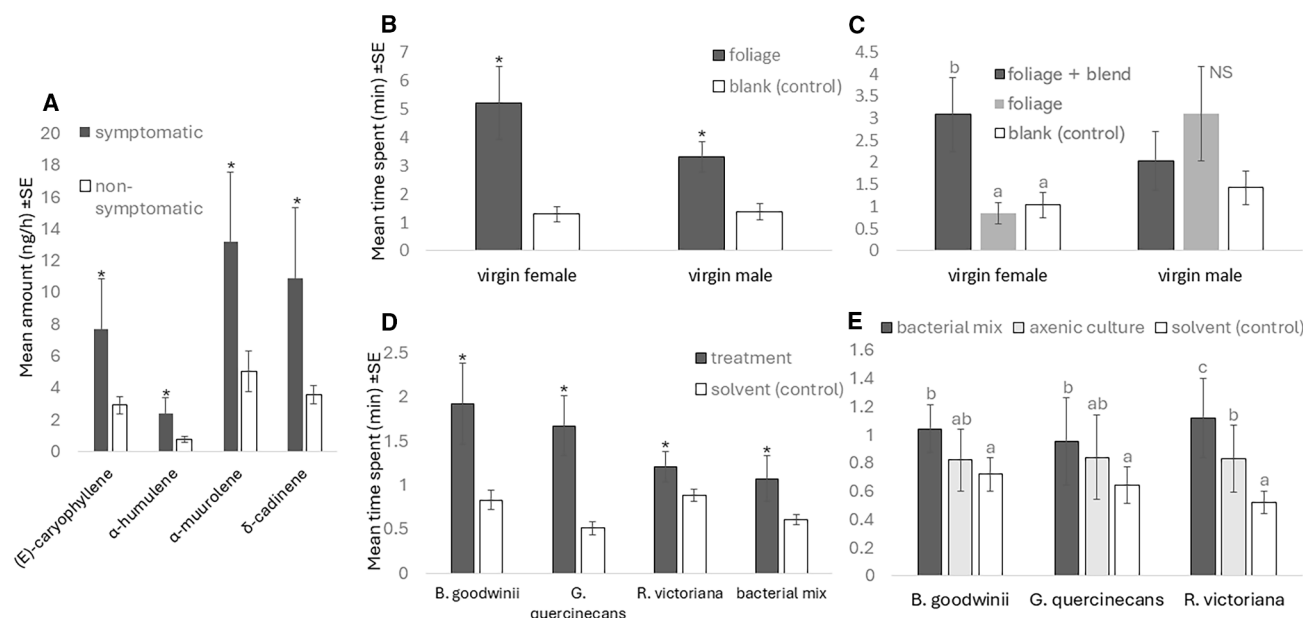 A
Mean amount (ng/h) ±SE
20
18
16
14
12
10
8
6
4
2
0
symptomatic
non-
symptomatic
*
*
*
*
(E)-caryophyllene
α-humulene
α-muurolene
δ-cadinene
B
Mean time spent (min) ±SE
7
6
5
4
3
2
1
0
foliage
blank (control)
*
*
virgin female
virgin male
C
4.5
4
3.5
3
2.5
2
1.5
1
0.5
0
foliage + blend
foliage
blank (control)
b
a
a
NS
virgin female
virgin male
D
Mean time spent (min) ±SE
2.5
2
1.5
1
0.5
0
treatment
solvent (control)
*
*
*
*
B. goodwinii
G.
quercinecans
R. victoriana
bacterial mix
E
bacterial mix
axenic culture
solvent (control)
1.6
1.4
1.2
1
0.8
0.6
0.4
0.2
0
b
ab
a
b
ab
a
c
b
a
B. goodwinii
G. quercinecans
R. victoriana